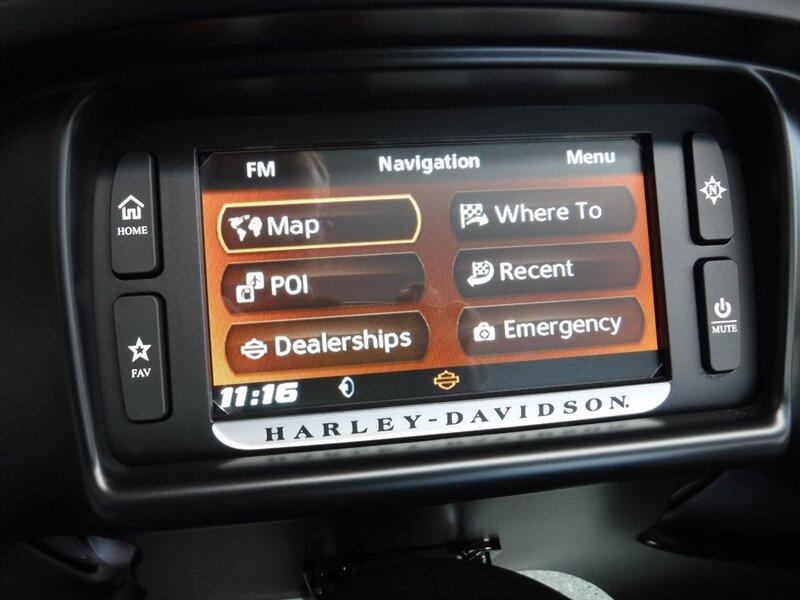 FM Navigation Menu
Map
Where To
POI
Recent
Dealerships
Emergency
11:16
HARLEY-DAVIDSON.
HOME
FAV
N
MUTE